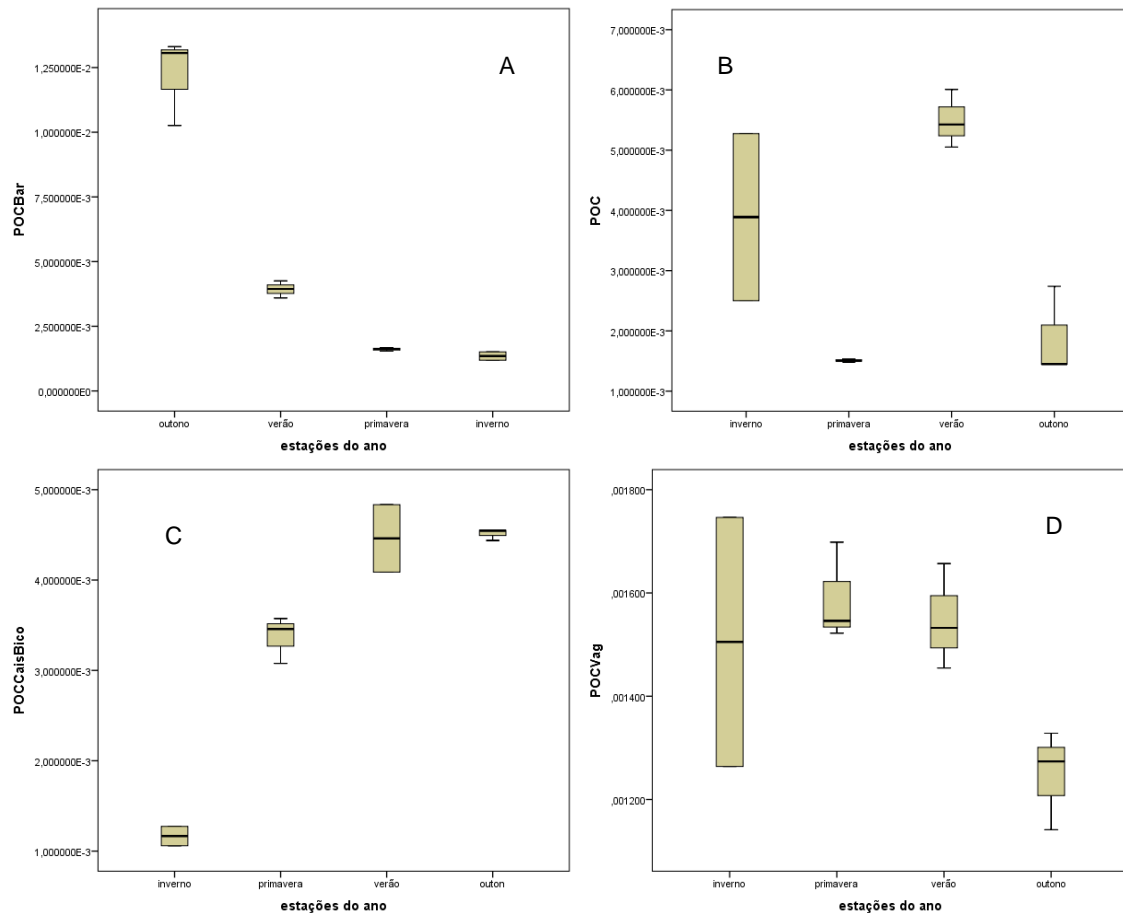 A
POCBar
1,250000E-2
1,000000E-2
7,500000E-3
5,000000E-3
2,500000E-3
0,000000E0
outono verão primavera inverno
estações do ano
B
POC
7,000000E-3
6,000000E-3
5,000000E-3
4,000000E-3
3,000000E-3
2,000000E-3
1,000000E-3
inverno primavera verão outono
estações do ano
C
POCCaisBico
5,000000E-3
4,000000E-3
3,000000E-3
2,000000E-3
1,000000E-3
inverno primavera verão outon
estações do ano
D
POCVag
,001800
,001600
,001400
,001200
inverno primavera verão outono
estações do ano